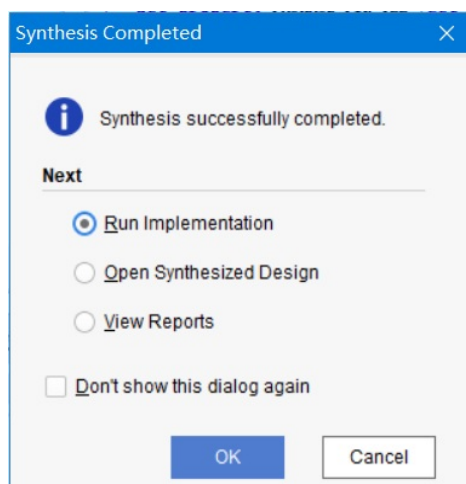 Synthesis Completed
Synthesis successfully completed.
Next
Run Implementation
Open Synthesized Design
View Reports
Don't show this dialog again
OK
Cancel